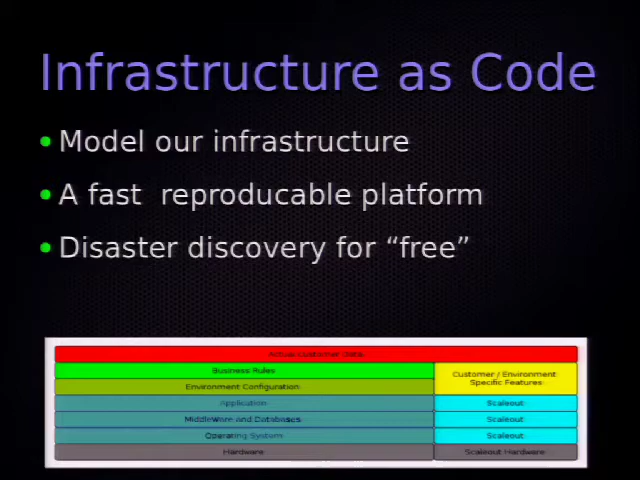 Infrastructure as Code
Model our infrastructure
A fast reproducable platform
Disaster discovery for “free”
Actual Customer Data
Business Rules
Customer / Environment
Specific Features
Environment Configuration
Application
Scaleout
MiddleWare and Databases
Scaleout
Operating System
Scaleout
Hardware
Scaleout Hardware